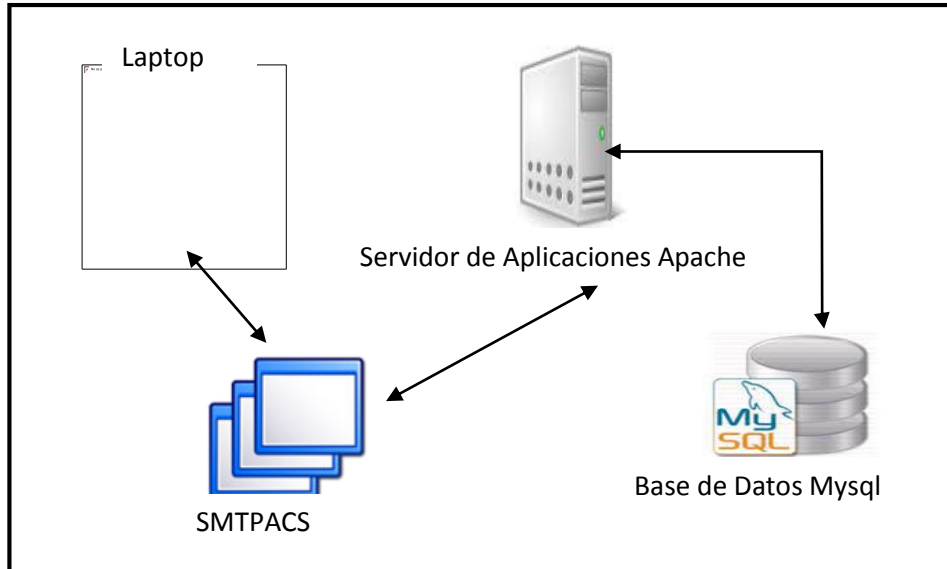 Laptop
Servidor de Aplicaciones Apache
My
SQL
Base de Datos Mysql
SMTPACS